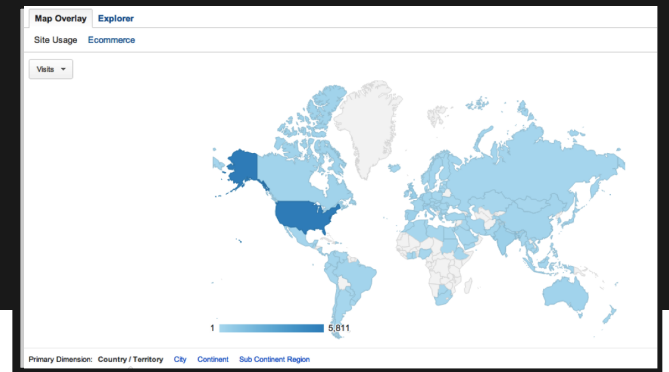 Map Overlay Explorer
Site Usage Ecommerce
Visits
1 5,811
Primary Dimension: Country / Territory City Continent Sub Continent Region